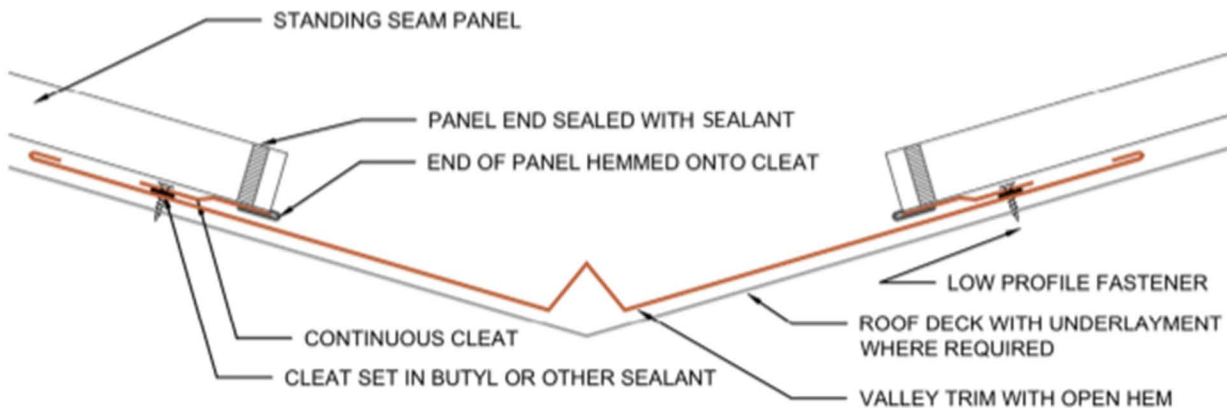 STANDING SEAM PANEL
PANEL END SEALED WITH SEALANT
END OF PANEL HEMMED ONTO CLEAT
LOW PROFILE FASTENER
CONTINUOUS CLEAT
ROOF DECK WITH UNDERLAYMENT
WHERE REQUIRED
CLEAT SET IN BUTYL OR OTHER SEALANT
VALLEY TRIM WITH OPEN HEM